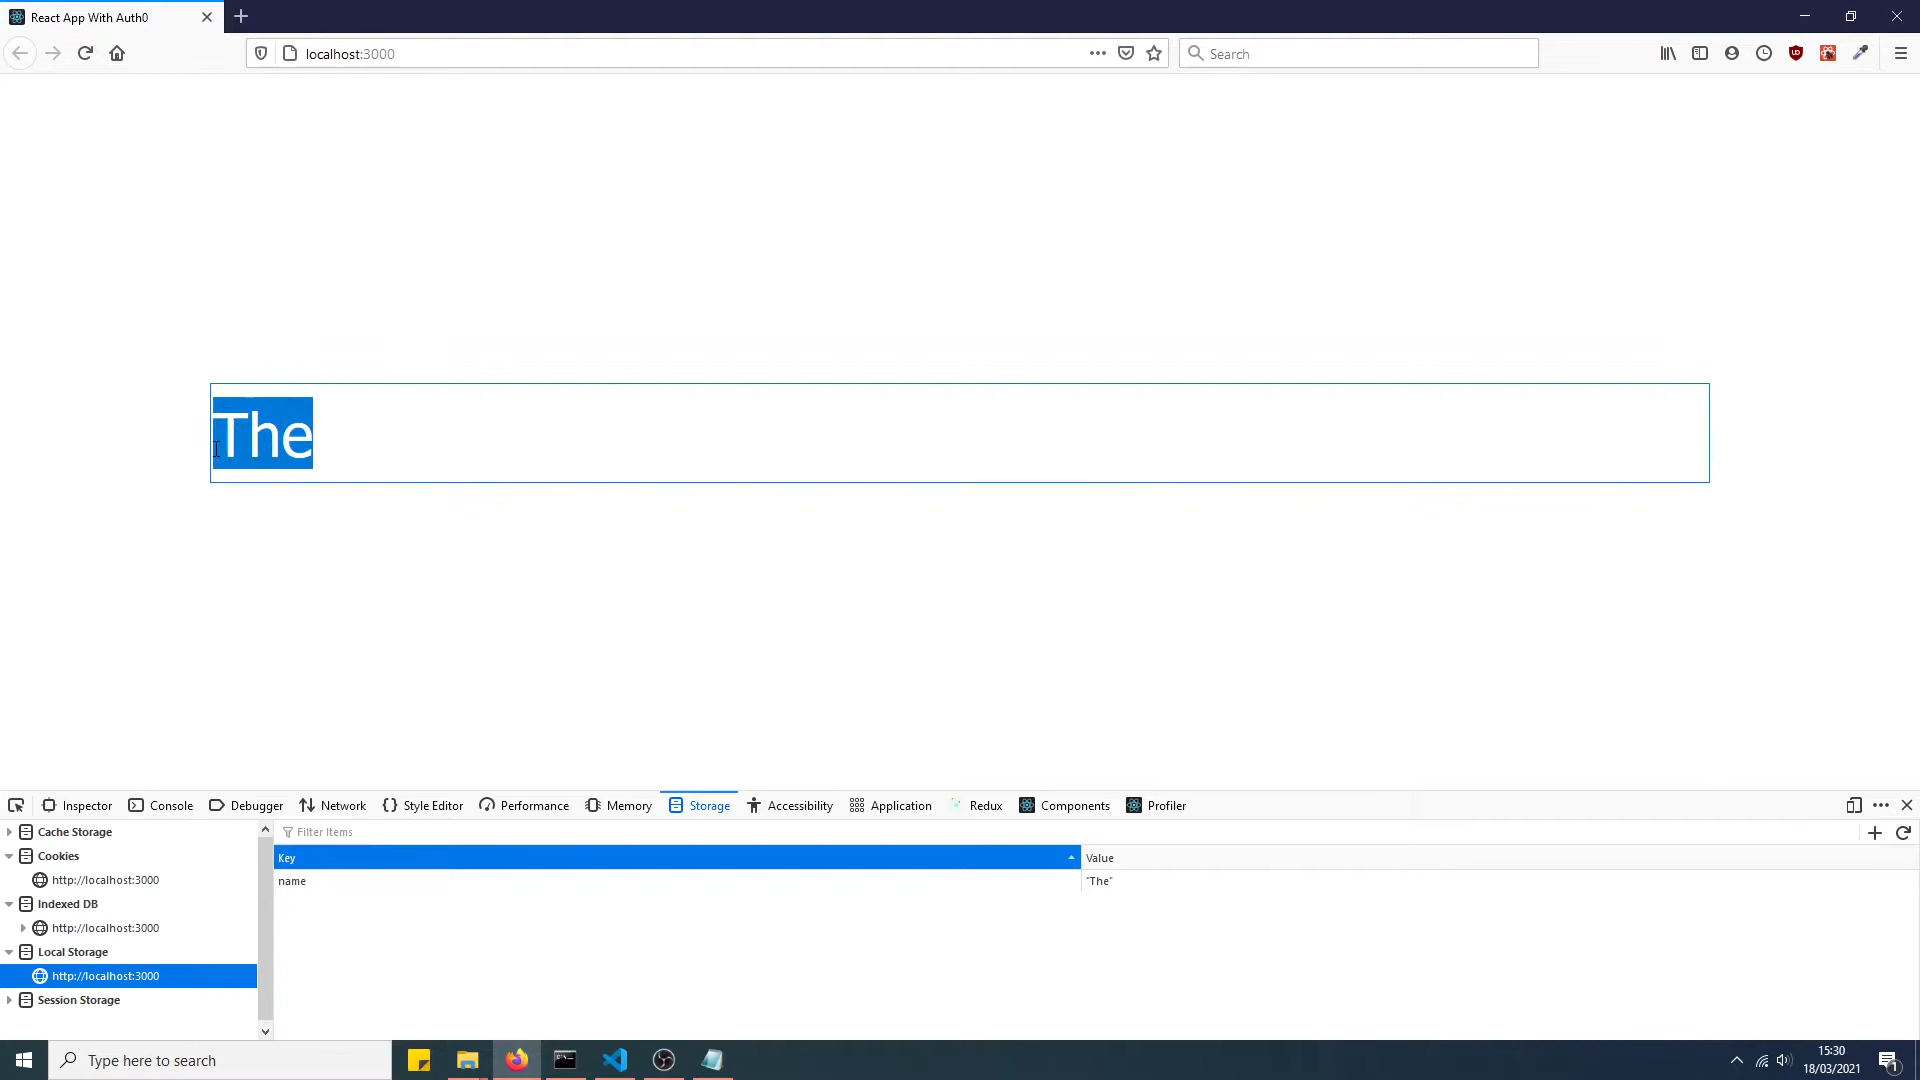 React App With Auth0
localhost:3000
Search
The
Inspector Console Debugger Network Style Editor Performance Memory Storage Accessibility Application Redux Components Profiler
Cache Storage
Filter Items
Cookies
Key Value
http://localhost:3000
name "The"
Indexed DB
http://localhost:3000
Local Storage
http://localhost:3000
Session Storage
Type here to search
15:30
18/03/2021
1